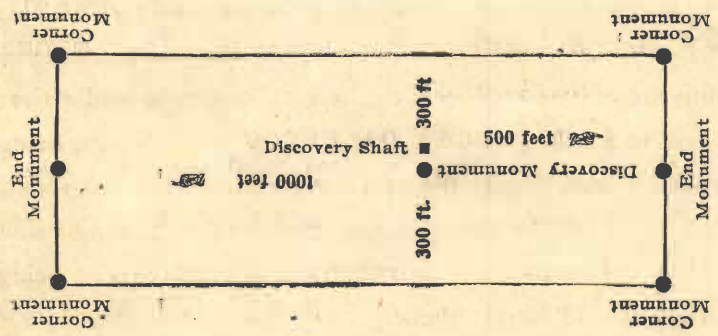 Corner
Monument
Corner
Monument
300 ft
500 feet
Discovery Shaft
Discovery Monument
1000 feet
300 ft.
End
Monument
End
Monument
Corner
Monument
Corner
Monument